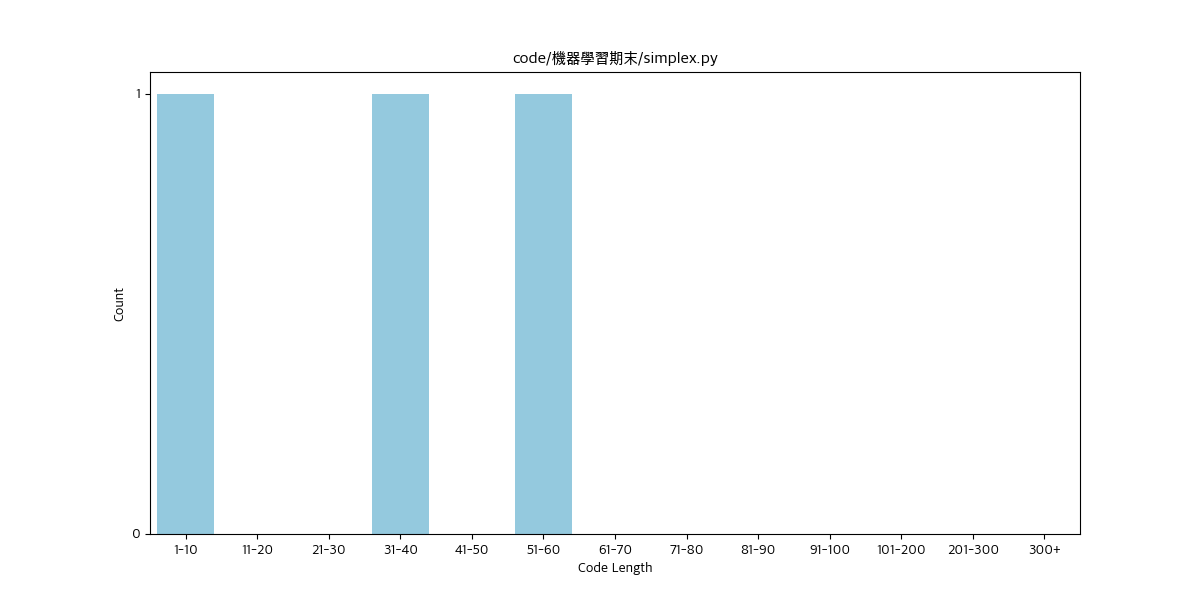 code/機器學習期末/simplex.py
1
Count
0
1-10 11-20 21-30 31-40 41-50 51-60 61-70 71-80 81-90 91-100 101-200 201-300 300+
Code Length